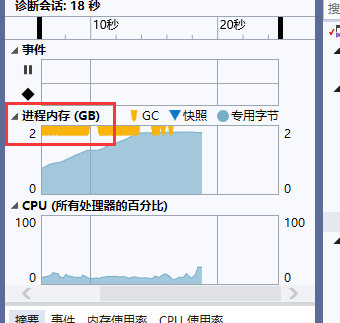 诊断会话: 18 秒
搜
10秒
20秒
事件
进程内存 (GB)
GC
快照
专用字节
2
2
0
0
CPU (所有处理器的百分比)
100
100
0
0
摘要
事件
内存使用率
CPU 使用率